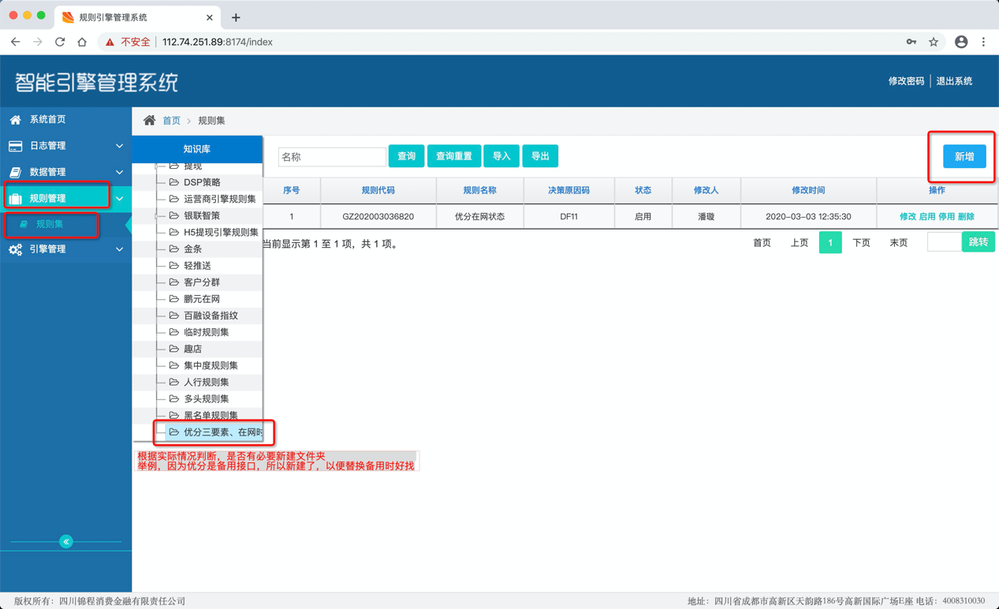 规则引擎管理系统
不安全 112.74.251.89:8174/index
智能引擎管理系统
修改密码 退出系统
系统首页
日志管理
数据管理
规则管理
规则集
引擎管理
首页 > 规则集
知识库
提现
DSP策略
运营商引擎规则集
银联智策
H5提现引擎规则集
金条
轻推送
客户分群
鹏元在网
百融设备指纹
临时规则集
趣店
集中度规则集
人行规则集
多头规则集
黑名单规则集
优分三要素、在网时
名称 查询 查询重置 导入 导出 新增
序号 规则代码 规则名称 决策原因码 状态 修改人 修改时间 操作
1 GZ202003036820 优分在网状态 DF11 启用 潘璇 2020-03-03 12:35:30 修改 启用 停用 删除
当前显示第 1 至 1 项，共 1 项。 首页 上页 1 下页 末页 跳转
根据实际情况判断，是否有必要新建文件夹
举例，因为优分是备用接口，所以新建了，以便替换备用时好找
版权所有：四川锦程消费金融有限责任公司 地址：四川省成都市高新区天韵路186号高新国际广场E座 电话：4008310030